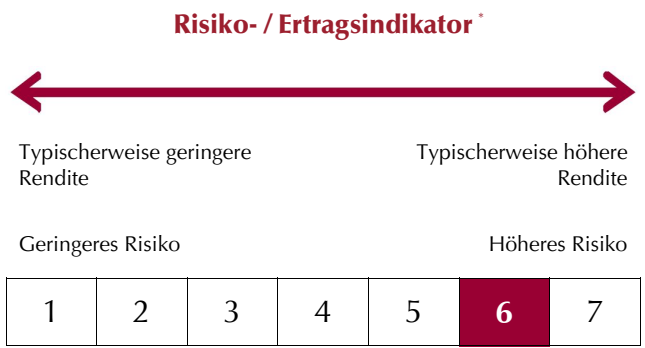 Risiko- / Ertragsindikator *
Typischerweise geringere Typischerweise höhere
Rendite Rendite
Geringeres Risiko Höheres Risiko
1 2 3 4 5 6 7